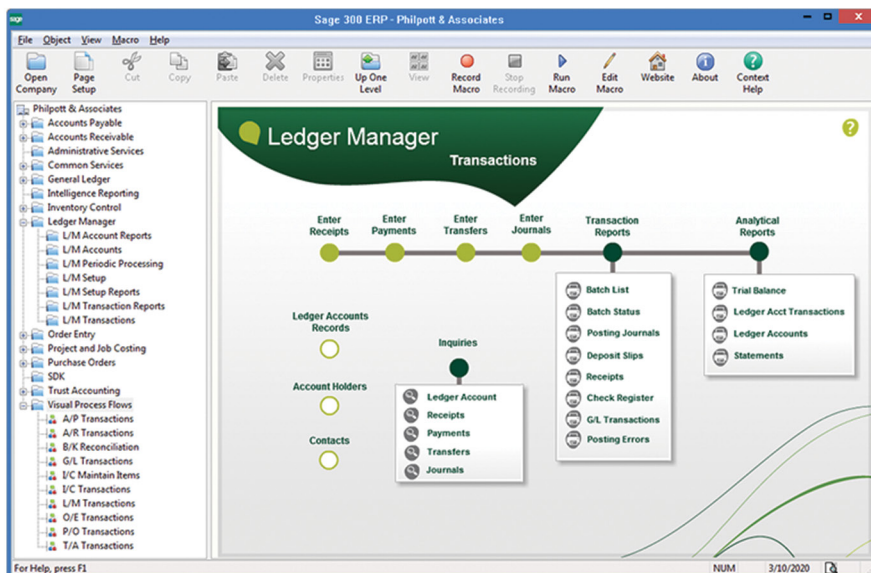 sage
Sage 300 ERP - Philpott & Associates
File Object View Macro Help
Open Company
Page Setup
Cut
Copy
Paste
Delete
Properties
Up One Level
View
Record Macro
Stop Recording
Run Macro
Edit Macro
Website
About
Context Help
Philpott & Associates
Accounts Payable
Accounts Receivable
Administrative Services
Common Services
General Ledger
Intelligence Reporting
Inventory Control
Ledger Manager
L/M Account Reports
L/M Accounts
L/M Periodic Processing
L/M Setup
L/M Setup Reports
L/M Transaction Reports
L/M Transactions
Order Entry
Project and Job Costing
Purchase Orders
SDK
Trust Accounting
Visual Process Flows
A/P Transactions
A/R Transactions
B/K Reconciliation
G/L Transactions
I/C Maintain Items
I/C Transactions
L/M Transactions
O/E Transactions
P/O Transactions
T/A Transactions
Ledger Manager
Transactions
?
Enter
Receipts
Enter
Payments
Enter
Transfers
Enter
Journals
Transaction
Reports
Analytical
Reports
Ledger Accounts
Records
Account Holders
Contacts
Inquiries
Ledger Account
Receipts
Payments
Transfers
Journals
Batch List
Batch Status
Posting Journals
Deposit Slips
Receipts
Check Register
G/L Transactions
Posting Errors
Trial Balance
Ledger Acct Transactions
Ledger Accounts
Statements
For Help, press F1
NUM
3/10/2020